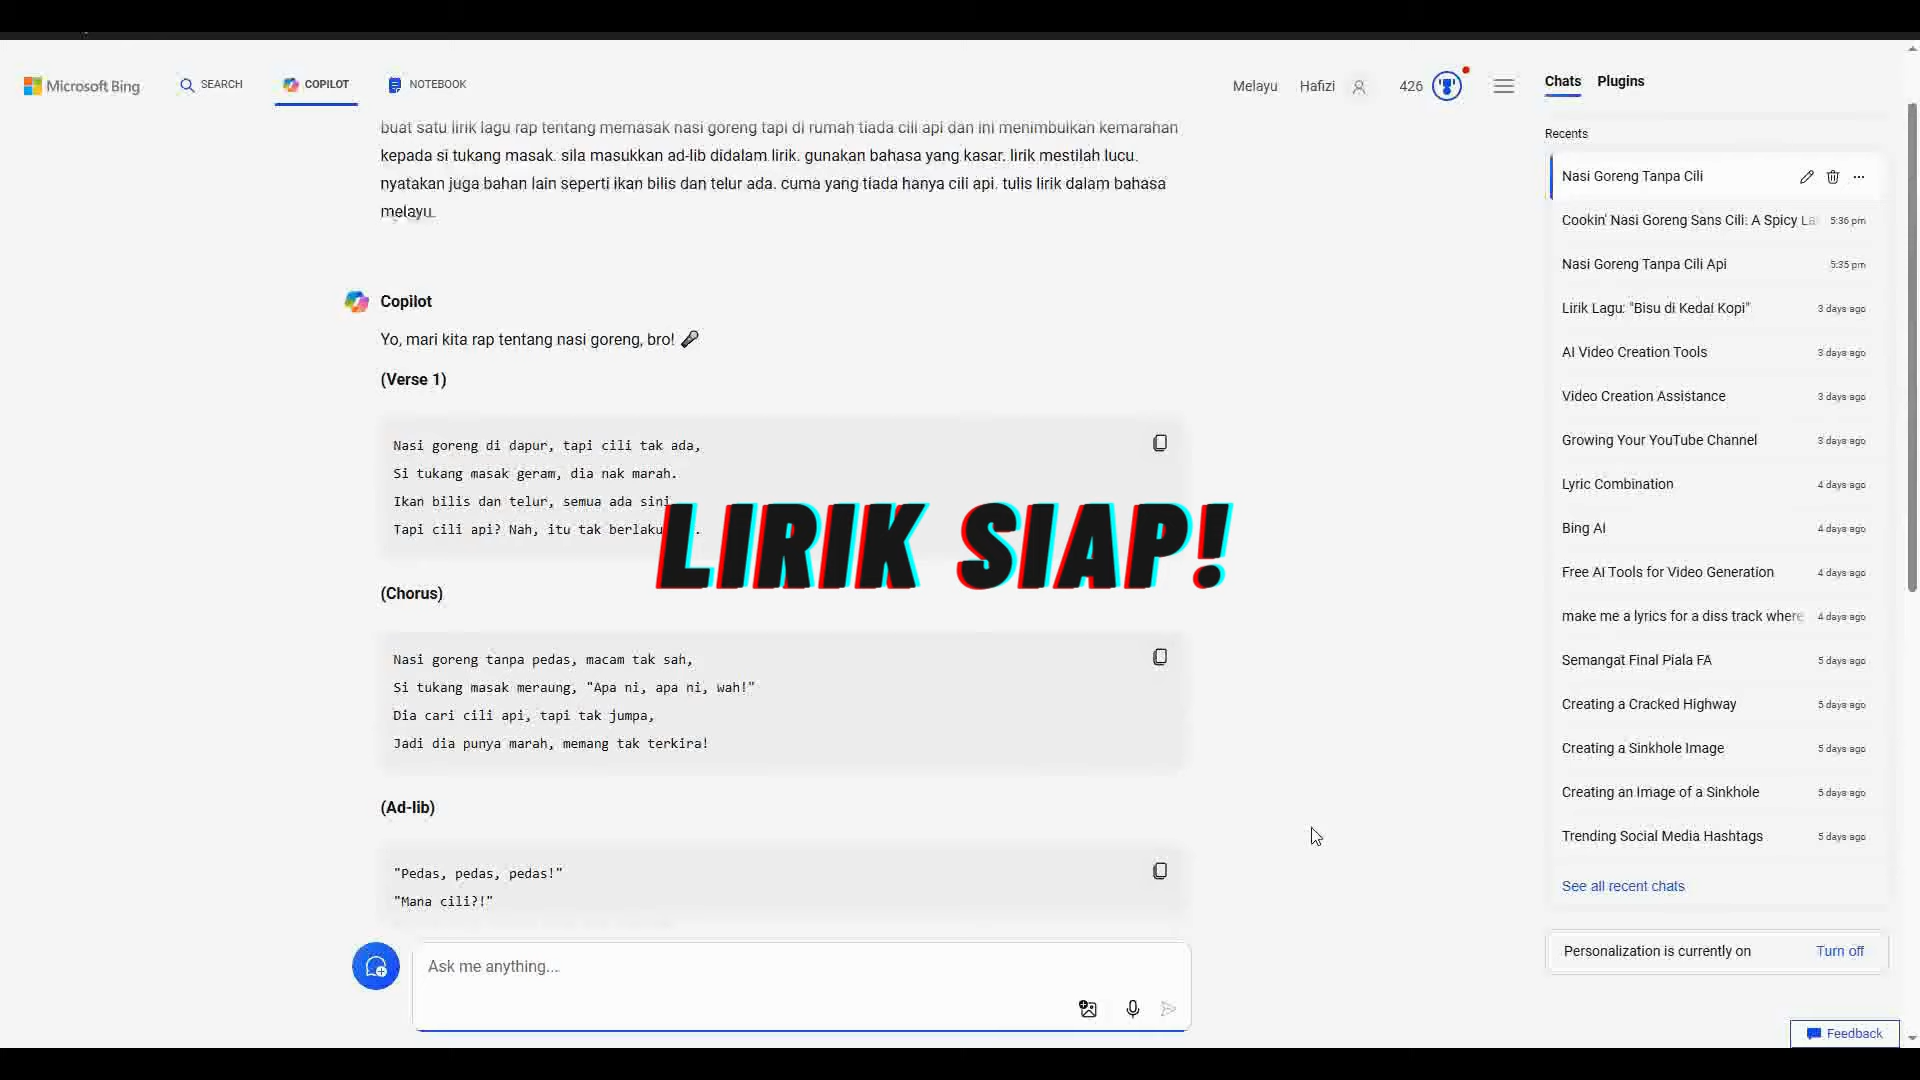 Microsoft Bing
SEARCH
COPILOT
NOTEBOOK
Melayu
Hafizi
426
buat satu lirik lagu rap tentang memasak nasi goreng tapi di rumah tiada cili api dan ini menimbulkan kemarahan
kepada si tukang masak. sila masukkan ad-lib didalam lirik. gunakan bahasa yang kasar. lirik mestilah lucu.
nyatakan juga bahan lain seperti ikan bilis dan telur ada. cuma yang tiada hanya cili api. tulis lirik dalam bahasa
melayu.
Copilot
Yo, mari kita rap tentang nasi goreng, bro!
(Verse 1)
Nasi goreng di dapur, tapi cili tak ada,
Si tukang masak geram, dia nak marah.
Ikan bilis dan telur, semua ada sini
Tapi cili api? Nah, itu tak berlaku
LIRIK SIAP!
(Chorus)
Nasi goreng tanpa pedas, macam tak sah,
Si tukang masak meraung, "Apa ni, apa ni, wah!"
Dia cari cili api, tapi tak jumpa,
Jadi dia punya marah, memang tak terkira!
(Ad-lib)
"Pedas, pedas, pedas!"
"Mana cili?!"
Ask me anything...
Chats
Plugins
Recents
Nasi Goreng Tanpa Cili
Cookin' Nasi Goreng Sans Cili: A Spicy La 5:36 pm
Nasi Goreng Tanpa Cili Api 5:35 pm
Lirik Lagu: "Bisu di Kedai Kopi" 3 days ago
AI Video Creation Tools 3 days ago
Video Creation Assistance 3 days ago
Growing Your YouTube Channel 3 days ago
Lyric Combination 4 days ago
Bing AI 4 days ago
Free AI Tools for Video Generation 4 days ago
make me a lyrics for a diss track where 4 days ago
Semangat Final Piala FA 5 days ago
Creating a Cracked Highway 5 days ago
Creating a Sinkhole Image 5 days ago
Creating an Image of a Sinkhole 5 days ago
Trending Social Media Hashtags 5 days ago
See all recent chats
Personalization is currently on Turn off
Feedback